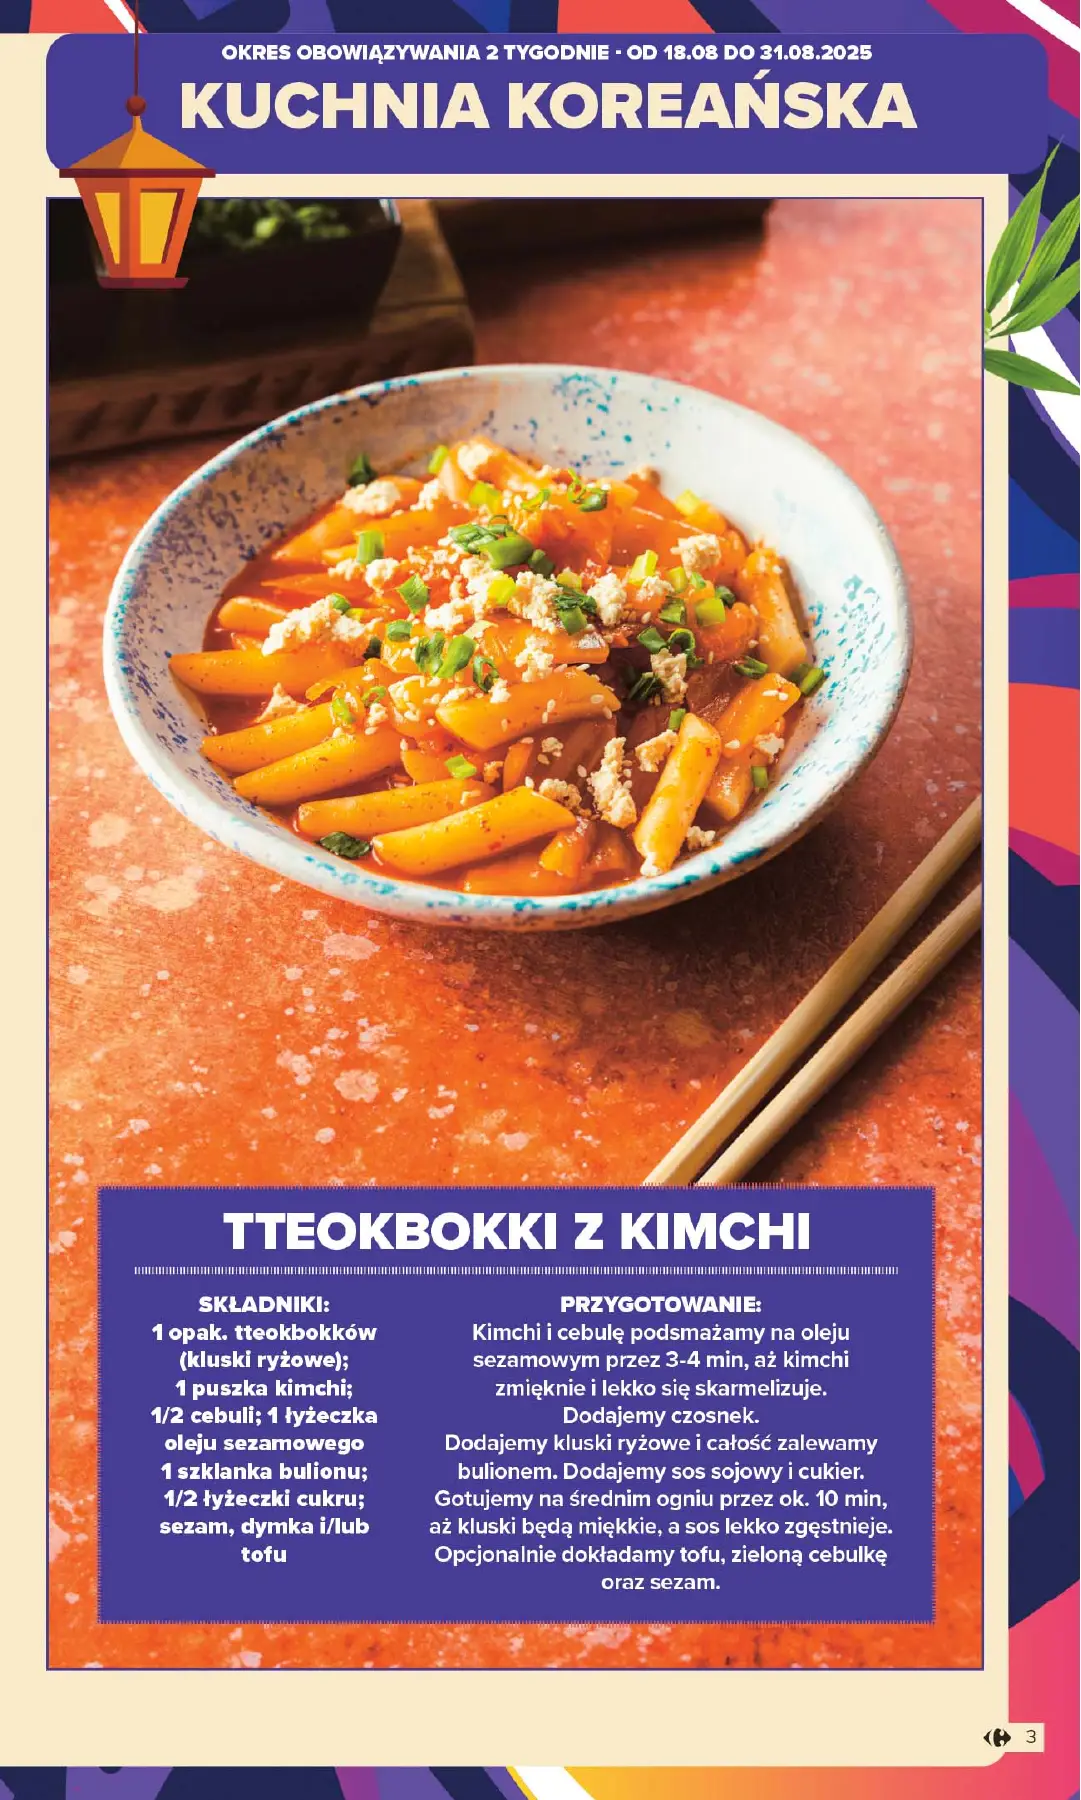 OKRES OBOWIĄZYWANIA 2 TYGODNIE • OD 18.08 DO 31.08.2025
KUCHNIA KOREAŃSKA
TTEOKBOKKI Z KIMCHI
SKŁADNIKI:
1 opak. tteokbokków
(kluski ryżowe);
1 puszka kimchi;
1/2 cebuli; 1 łyżeczka
oleju sezamowego
1 szklanka bulionu;
1/2 łyżeczki cukru;
sezam, dymka i/lub
tofu
PRZYGOTOWANIE:
Kimchi i cebulę podsmażamy na oleju
sezamowym przez 3-4 min, aż kimchi
zmięknie i lekko się skarmelizuje.
Dodajemy czosnek.
Dodajemy kluski ryżowe i całość zalewamy
bulionem. Dodajemy sos sojowy i cukier.
Gotujemy na średnim ogniu przez ok. 10 min,
aż kluski będą miękkie, a sos lekko zgęstnieje.
Opcjonalnie dokładamy tofu, zieloną cebulkę
oraz sezam.
3